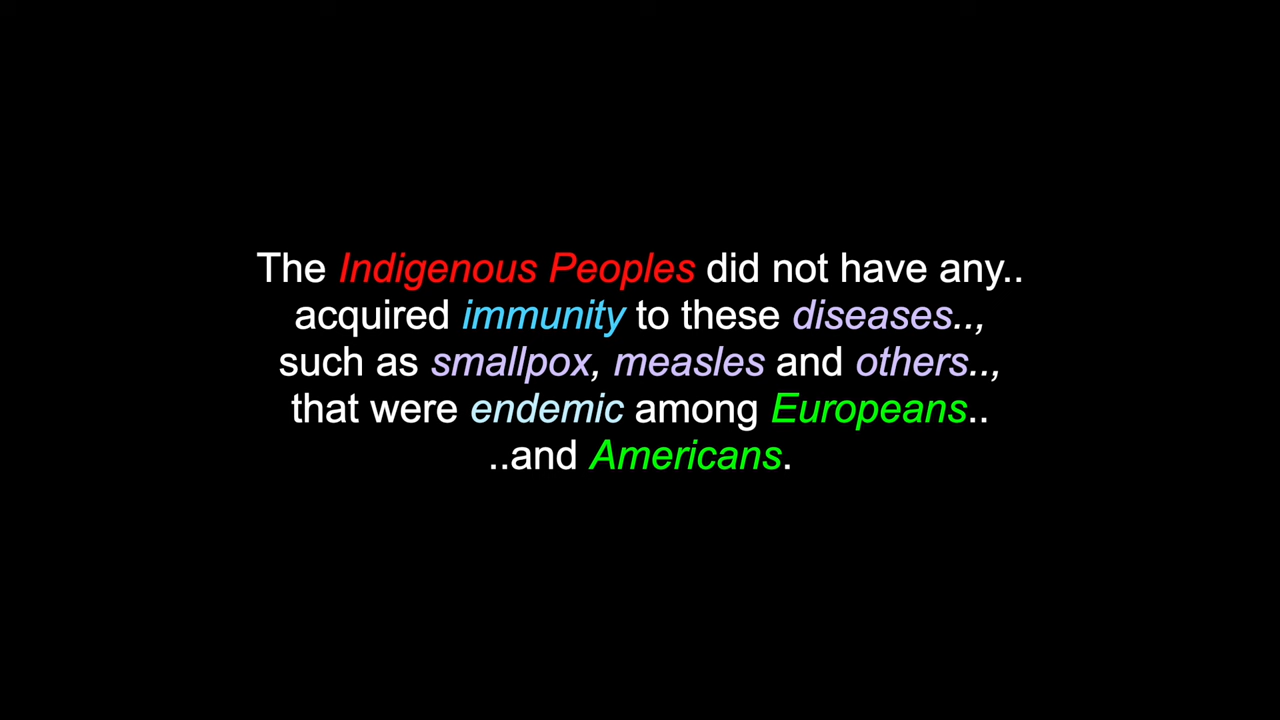 The Indigenous Peoples did not have any..
acquired immunity to these diseases..,
such as smallpox, measles and others..,
that were endemic among Europeans..
..and Americans.